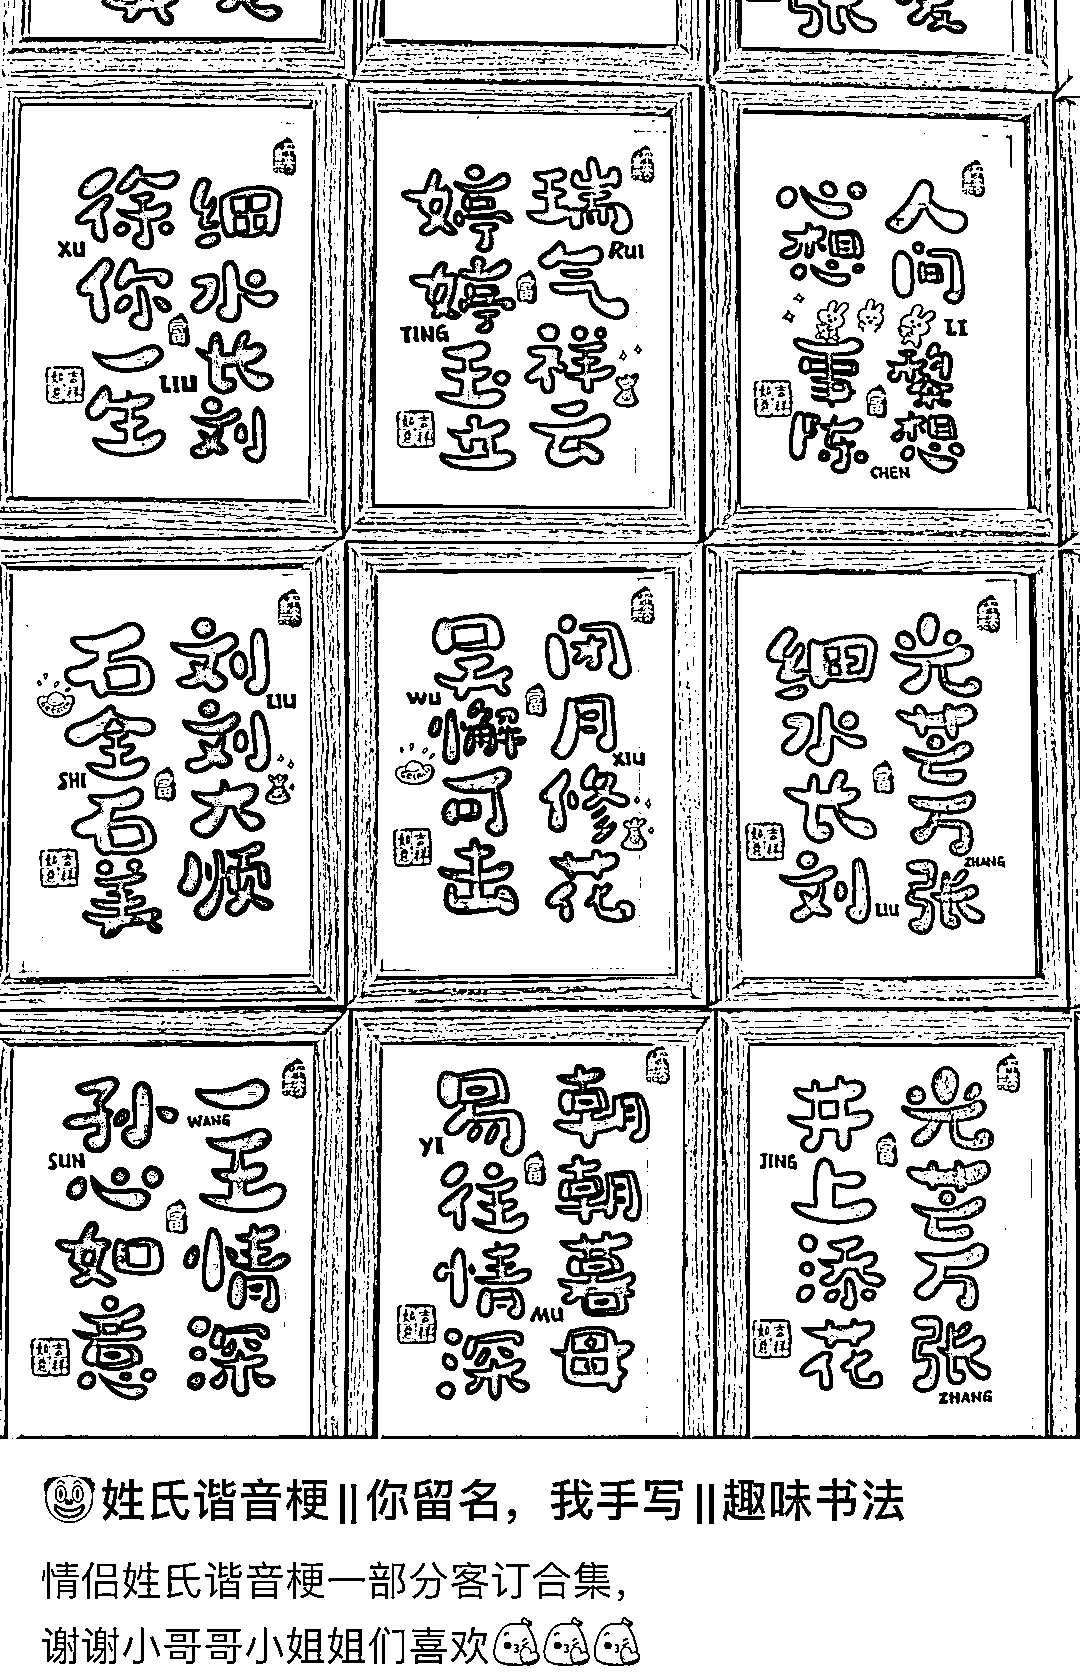 细水长刘
LIU
徐你一生
XU
瑞气祥云
RUI
婷婷玉立
TING
人间黎想
LI
心想事陈
CHEN
刘刘大顺
LIU
石全石美
SHI
闭月修花
XIU
吴懈可击
WU
光芒万张
ZHANG
细水长刘
LIU
一王情深
WANG
孙心如意
SUN
朝朝暮母
MU
易往情深
YI
光芒万张
ZHANG
井上添花
JING
姓氏谐音梗||你留名，我手写||趣味书法
情侣姓氏谐音梗一部分客订合集，
谢谢小哥哥小姐姐们喜欢